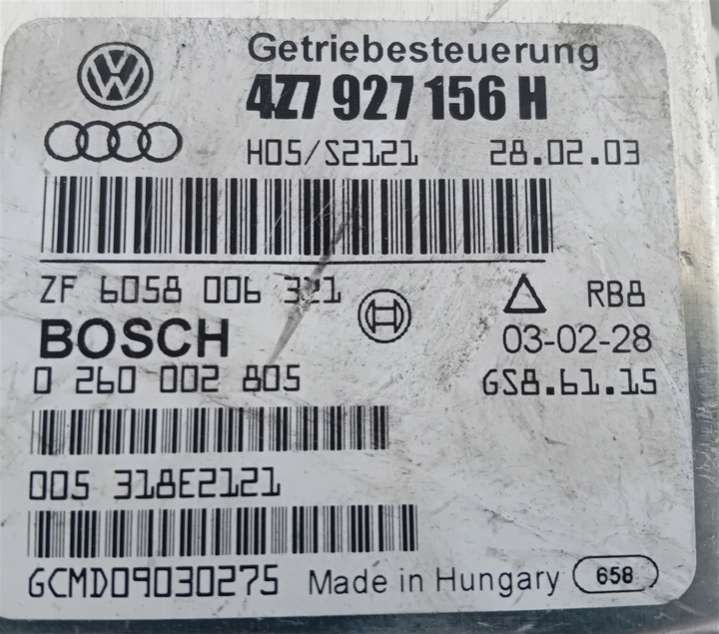 Getriebesteuerung
4Z7 927 156 H
H05/S2121 28.02.03
ZF 6058 006 321 RB8
BOSCH 03-02-28
0 260 002 805 GS8.61.15
005 318E2121
GCMD09030275 Made in Hungary 658